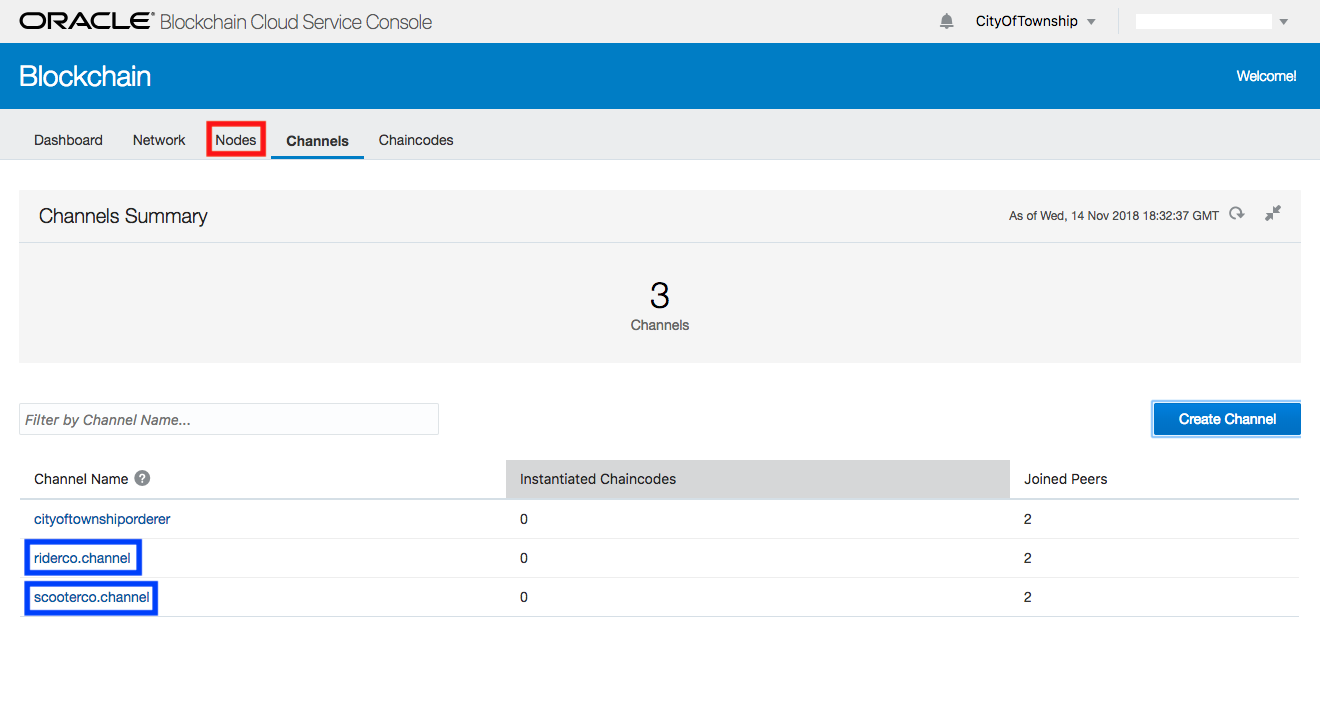 ORACLE® Blockchain Cloud Service Console CityOfTownship
Blockchain Welcome!
Dashboard Network Nodes Channels Chaincodes
Channels Summary As of Wed, 14 Nov 2018 18:32:37 GMT
3
Channels
Filter by Channel Name... Create Channel
Channel Name ? Instantiated Chaincodes Joined Peers
cityoftownshiporderer 0 2
riderco.channel 0 2
scooterco.channel 0 2